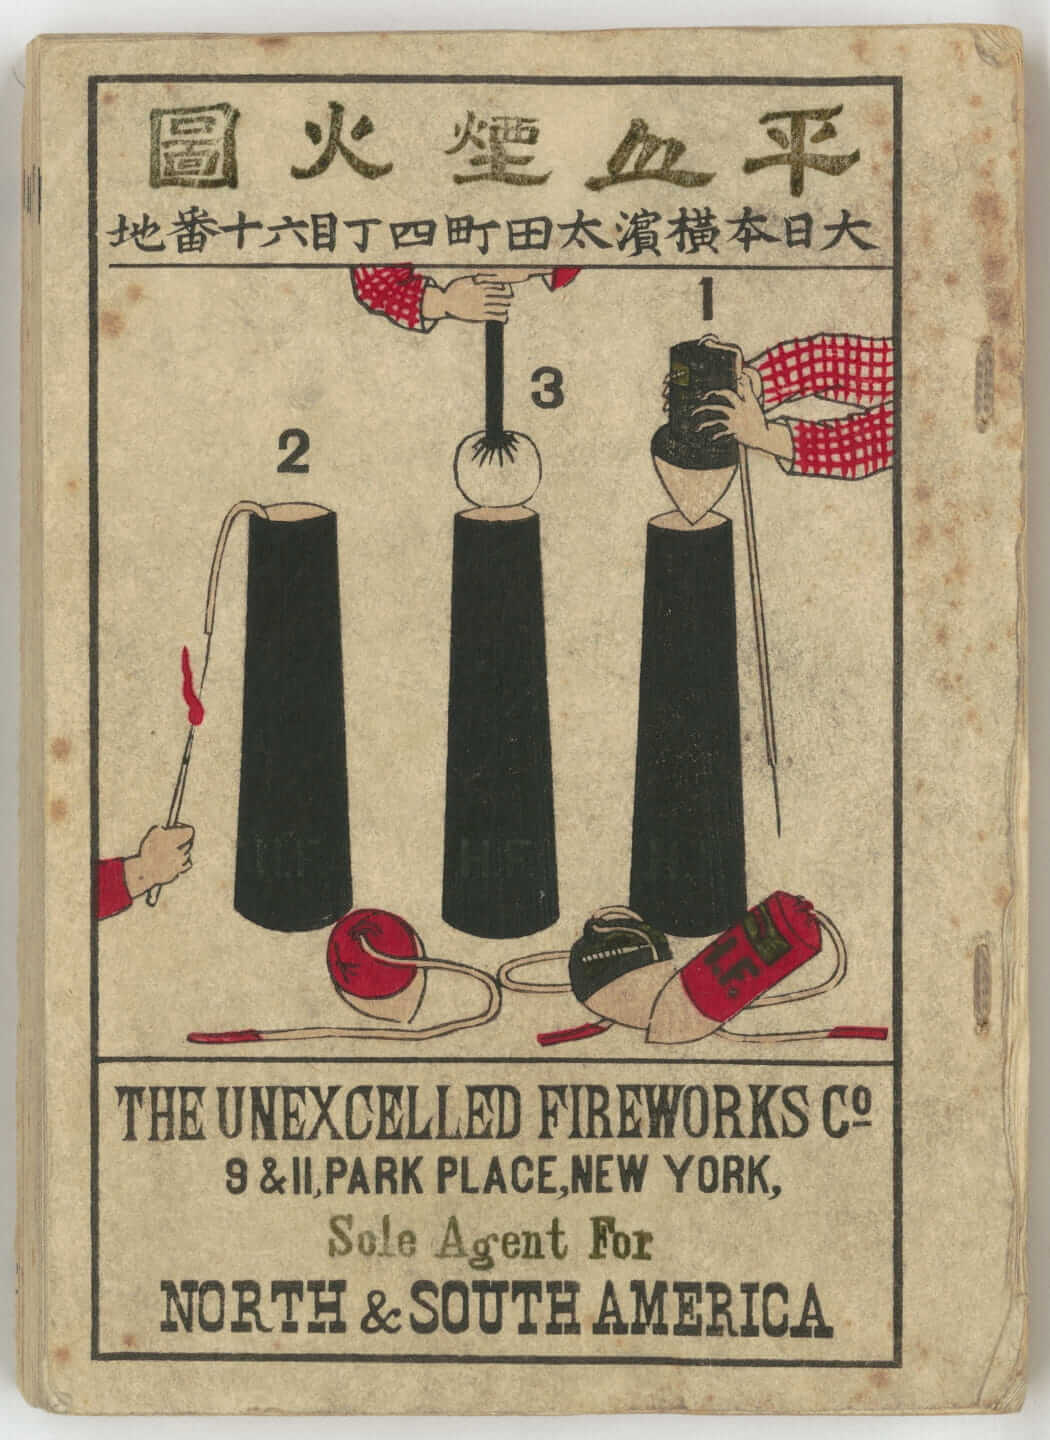 平山煙火圖
大日本横濱太田町四丁目六十番地
1
3
2
H.F.
H.F.
H.F.
THE UNEXCELLED FIREWORKS Cº
9 & 11, PARK PLACE, NEW YORK,
Sole Agent For
NORTH & SOUTH AMERICA